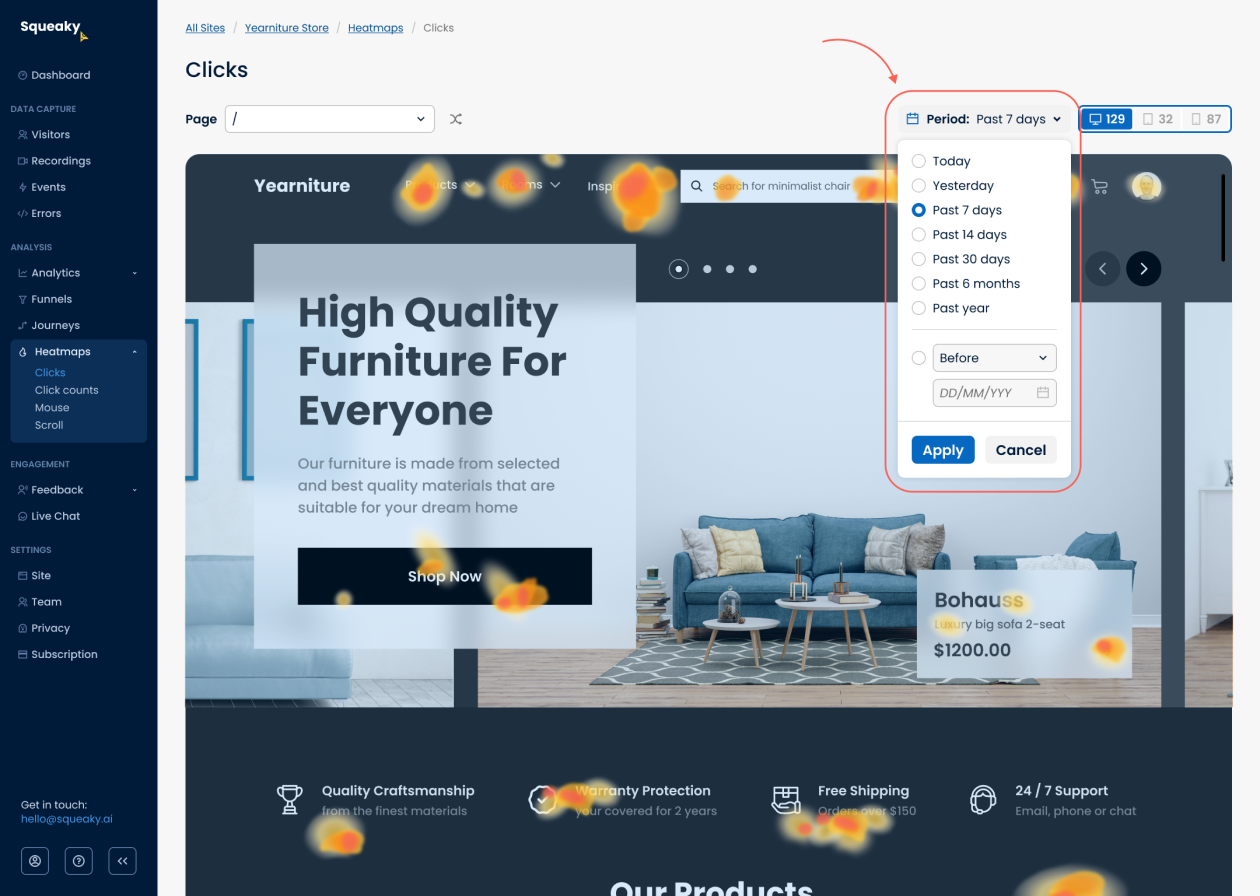 Squeaky
Dashboard
DATA CAPTURE
Visitors
Recordings
Events
Errors
ANALYSIS
Analytics
Funnels
Journeys
Heatmaps
Clicks
Click counts
Mouse
Scroll
ENGAGEMENT
Feedback
Live Chat
SETTINGS
Site
Team
Privacy
Subscription
Get in touch:
hello@squeaky.ai
All Sites / Yearniture Store / Heatmaps / Clicks
Clicks
Page /
Period: Past 7 days
129 32 87
Today
Yesterday
Past 7 days
Past 14 days
Past 30 days
Past 6 months
Past year
Before
DD/MM/YYY
Apply Cancel
Yearniture
Search for minimalist chair
High Quality
Furniture For
Everyone
Our furniture is made from selected
and best quality materials that are
suitable for your dream home
Shop Now
Bohauss
Luxury big sofa 2-seat
$1200.00
Quality Craftsmanship
from the finest materials
Warranty Protection
your covered for 2 years
Free Shipping
Orders over $150
24 / 7 Support
Email, phone or chat
Our Products